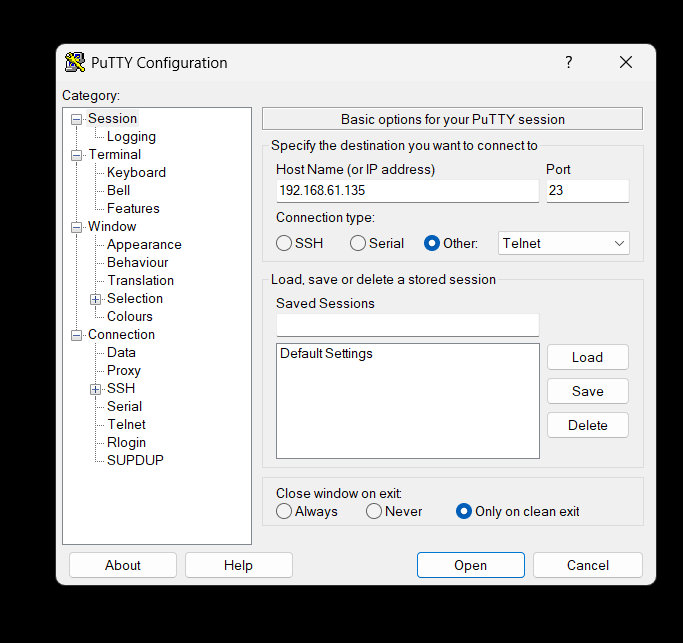 PuTTY Configuration
?
Category:
Session
Logging
Terminal
Keyboard
Bell
Features
Window
Appearance
Behaviour
Translation
Selection
Colours
Connection
Data
Proxy
SSH
Serial
Telnet
Rlogin
SUPDUP
Basic options for your PuTTY session
Specify the destination you want to connect to
Host Name (or IP address) Port
192.168.61.135 23
Connection type:
SSH Serial Other: Telnet
Load, save or delete a stored session
Saved Sessions
Default Settings
Load
Save
Delete
Close window on exit:
Always Never Only on clean exit
About Help Open Cancel